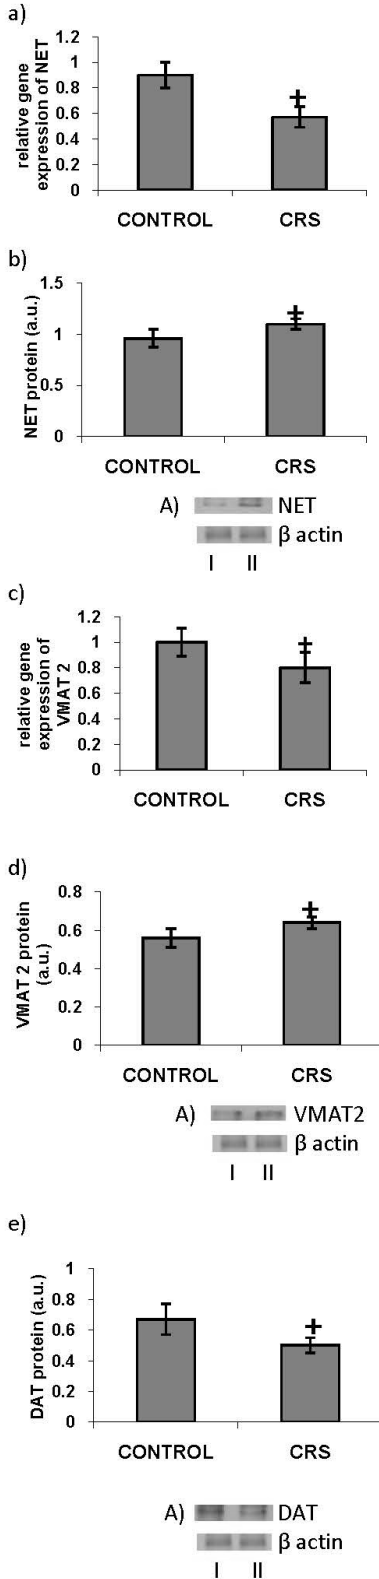 a)
relative gene
expression of NET
1.2
1
0.8
0.6
0.4
0.2
0
+
CONTROL CRS
b)
NET protein (a.u.)
1.5
1
0.5
0
+
CONTROL CRS
A) NET
β actin
I II
c)
relative gene
expression of
VMAT 2
1.2
1
0.8
0.6
0.4
0.2
0
+
CONTROL CRS
d)
VMAT 2 protein
(a.u.)
0.8
0.6
0.4
0.2
0
+
CONTROL CRS
A) VMAT2
β actin
I II
e)
DAT protein (a.u.)
1
0.8
0.6
0.4
0.2
0
+
CONTROL CRS
A) DAT
β actin
I II